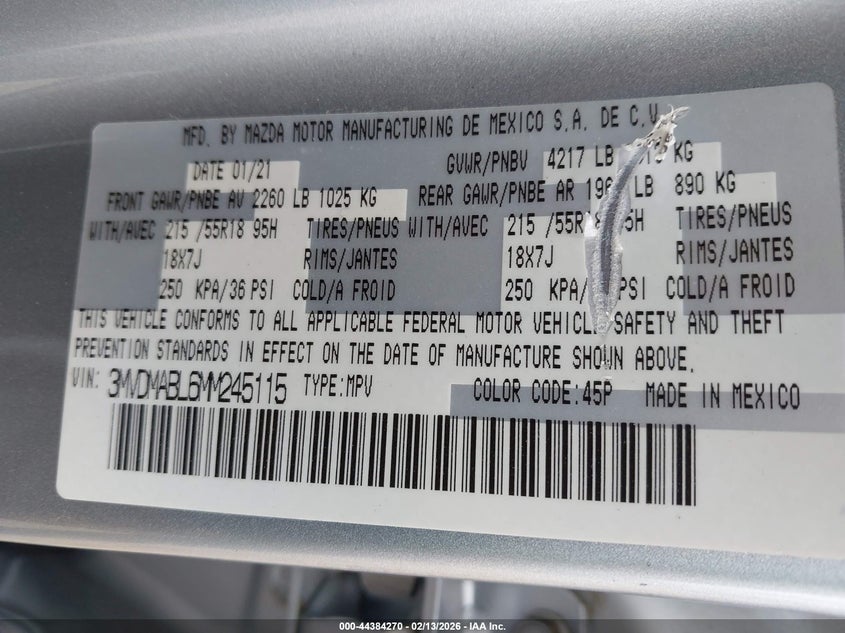 MFD. BY MAZDA MOTOR MANUFACTURING DE MEXICO S.A. DE C.V.
DATE 01/21 GVWR/PNBV 4217 LB KG
FRONT GAWR/PNBE AV 2260 LB 1025 KG REAR GAWR/PNBE AR LB 890 KG
WITH/AVEC 215 /55R18 95H TIRES/PNEUS WITH/AVEC 215 TIRES/PNEUS
18X7J RIMS/JANTES 18X7J RIMS/JANTES
250 KPA/36 PSI COLD/A FROID 250 KPA/ PSI COLD/A FROID
THIS VEHICLE CONFORMS TO ALL APPLICABLE FEDERAL MOTOR VEHICLE SAFETY AND THEFT
PREVENTION STANDARDS IN EFFECT ON THE DATE OF MANUFACTURE SHOWN ABOVE.
VIN: 3MVDMABL6MM245115 TYPE:MPV COLOR CODE:45P MADE IN MEXICO
000-44384270 - 02/13/2026 - IAA Inc.